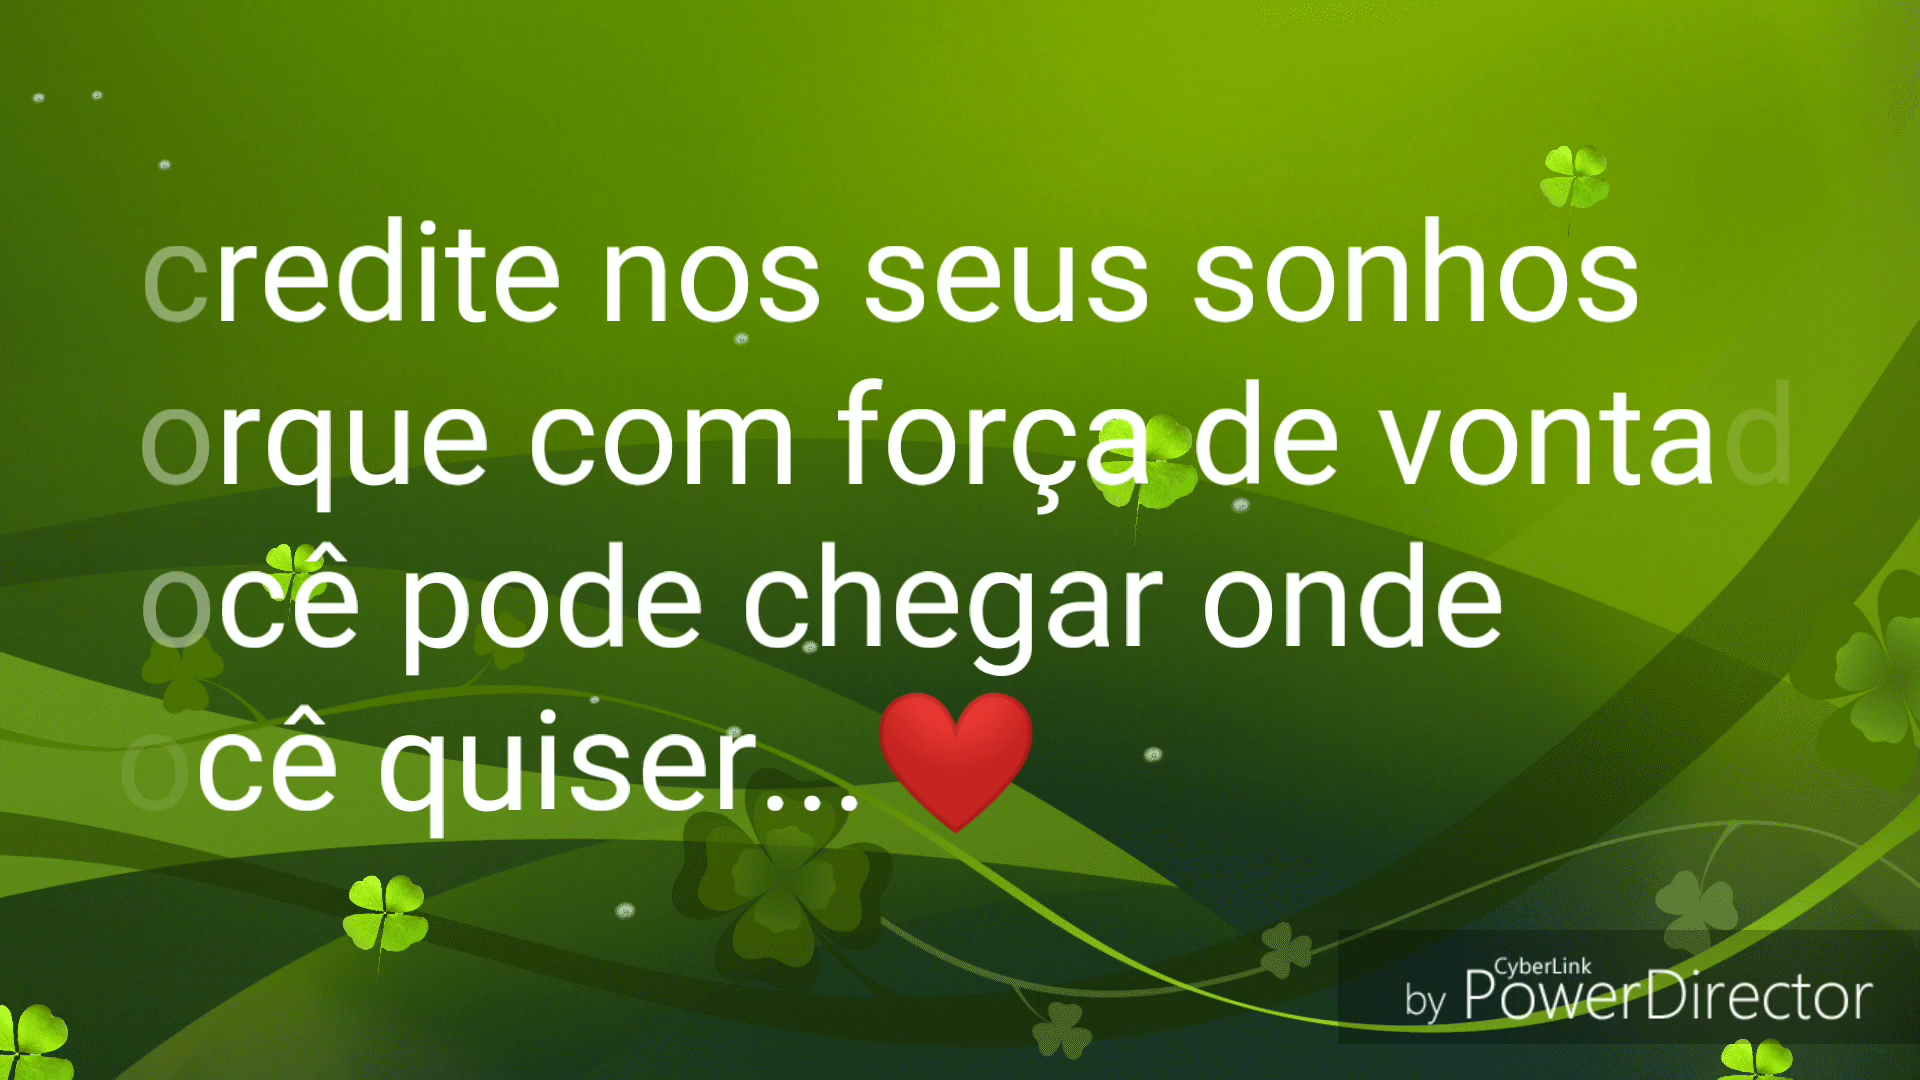 credite nos seus sonhos
orque com força de vontad
ocê pode chegar onde
ocê quiser...❤️
by CyberLink PowerDirector